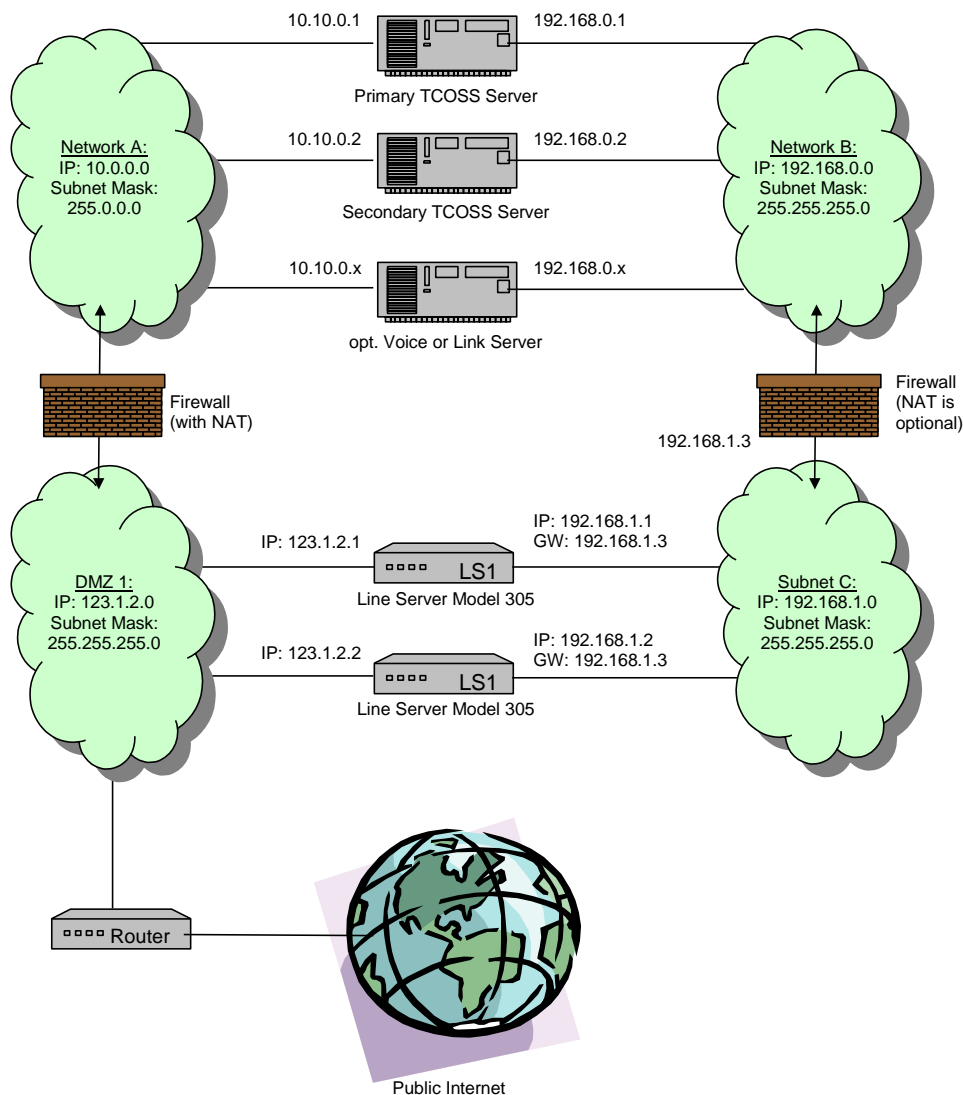 10.10.0.1
192.168.0.1
Primary TCOSS Server
Network A:
IP: 10.0.0.0
Subnet Mask:
255.0.0.0
10.10.0.2
192.168.0.2
Secondary TCOSS Server
Network B:
IP: 192.168.0.0
Subnet Mask:
255.255.255.0
10.10.0.x
192.168.0.x
opt. Voice or Link Server
Firewall
(with NAT)
Firewall
(NAT is
optional)
192.168.1.3
DMZ 1:
IP: 123.1.2.0
Subnet Mask:
255.255.255.0
IP: 123.1.2.1
LS1
IP: 192.168.1.1
GW: 192.168.1.3
Line Server Model 305
IP: 123.1.2.2
LS1
IP: 192.168.1.2
GW: 192.168.1.3
Line Server Model 305
Subnet C:
IP: 192.168.1.0
Subnet Mask:
255.255.255.0
Router
Public Internet